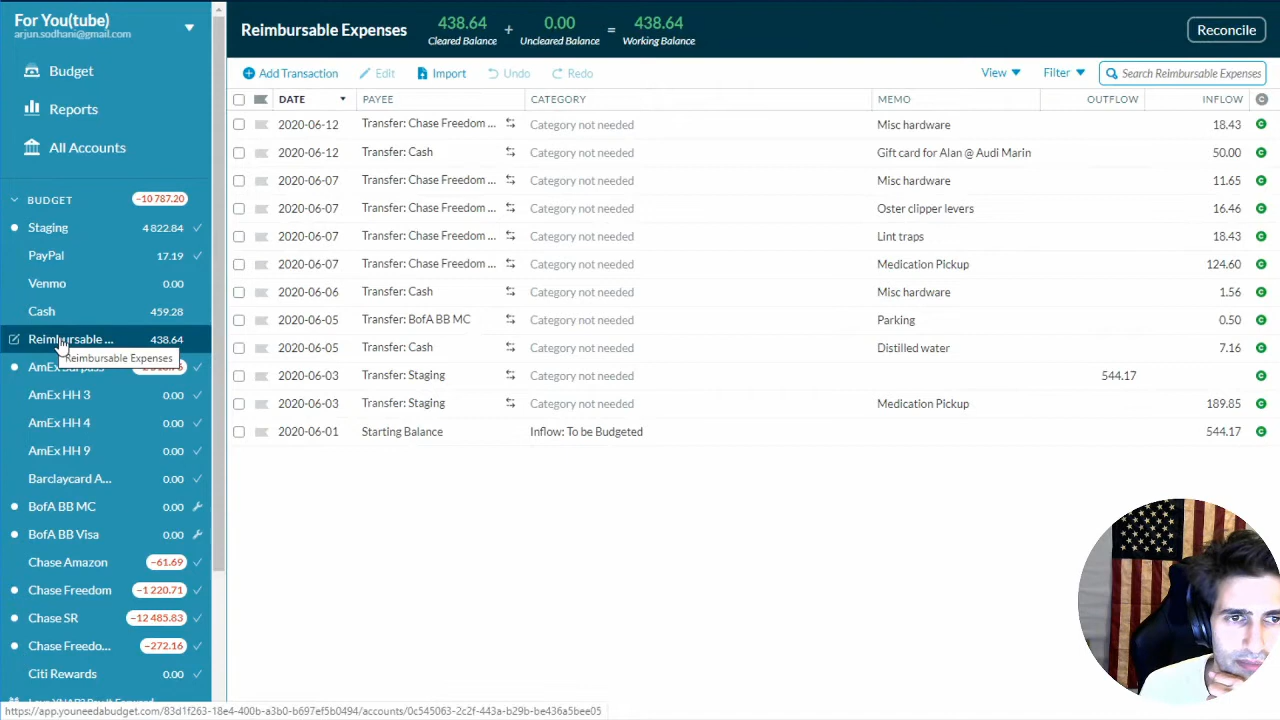 For You(tube)
arjun.sodhani@gmail.com
Budget
Reports
All Accounts
BUDGET −10 787.20
Staging 4 822.84
PayPal 17.19
Venmo 0.00
Cash 459.28
Reimbursable ... 438.64
Reimbursable Expenses
AmEx Surpass
AmEx HH 3 0.00
AmEx HH 4 0.00
AmEx HH 9 0.00
Barclaycard A... 0.00
BofA BB MC 0.00
BofA BB Visa 0.00
Chase Amazon −61.69
Chase Freedom −1 220.71
Chase SR −12 485.83
Chase Freedo... −272.16
Citi Rewards 0.00
Reimbursable Expenses
438.64 + 0.00 = 438.64
Cleared Balance Uncleared Balance Working Balance
Reconcile
Add Transaction Edit Import Undo Redo View Filter Search Reimbursable Expenses
DATE PAYEE CATEGORY MEMO OUTFLOW INFLOW C
2020-06-12 Transfer: Chase Freedom ... Category not needed Misc hardware 18.43 C
2020-06-12 Transfer: Cash Category not needed Gift card for Alan @ Audi Marin 50.00 C
2020-06-07 Transfer: Chase Freedom ... Category not needed Misc hardware 11.65 C
2020-06-07 Transfer: Chase Freedom ... Category not needed Oster clipper levers 16.46 C
2020-06-07 Transfer: Chase Freedom ... Category not needed Lint traps 18.43 C
2020-06-07 Transfer: Chase Freedom ... Category not needed Medication Pickup 124.60 C
2020-06-06 Transfer: Cash Category not needed Misc hardware 1.56 C
2020-06-05 Transfer: BofA BB MC Category not needed Parking 0.50 C
2020-06-05 Transfer: Cash Category not needed Distilled water 7.16 C
2020-06-03 Transfer: Staging Category not needed 544.17 C
2020-06-03 Transfer: Staging Category not needed Medication Pickup 189.85 C
2020-06-01 Starting Balance Inflow: To be Budgeted 544.17 C
https://app.youneedabudget.com/83d1f263-18e4-400b-a3b0-b697ef5b0494/accounts/0c545063-2c2f-443a-b29b-be436a5bee05